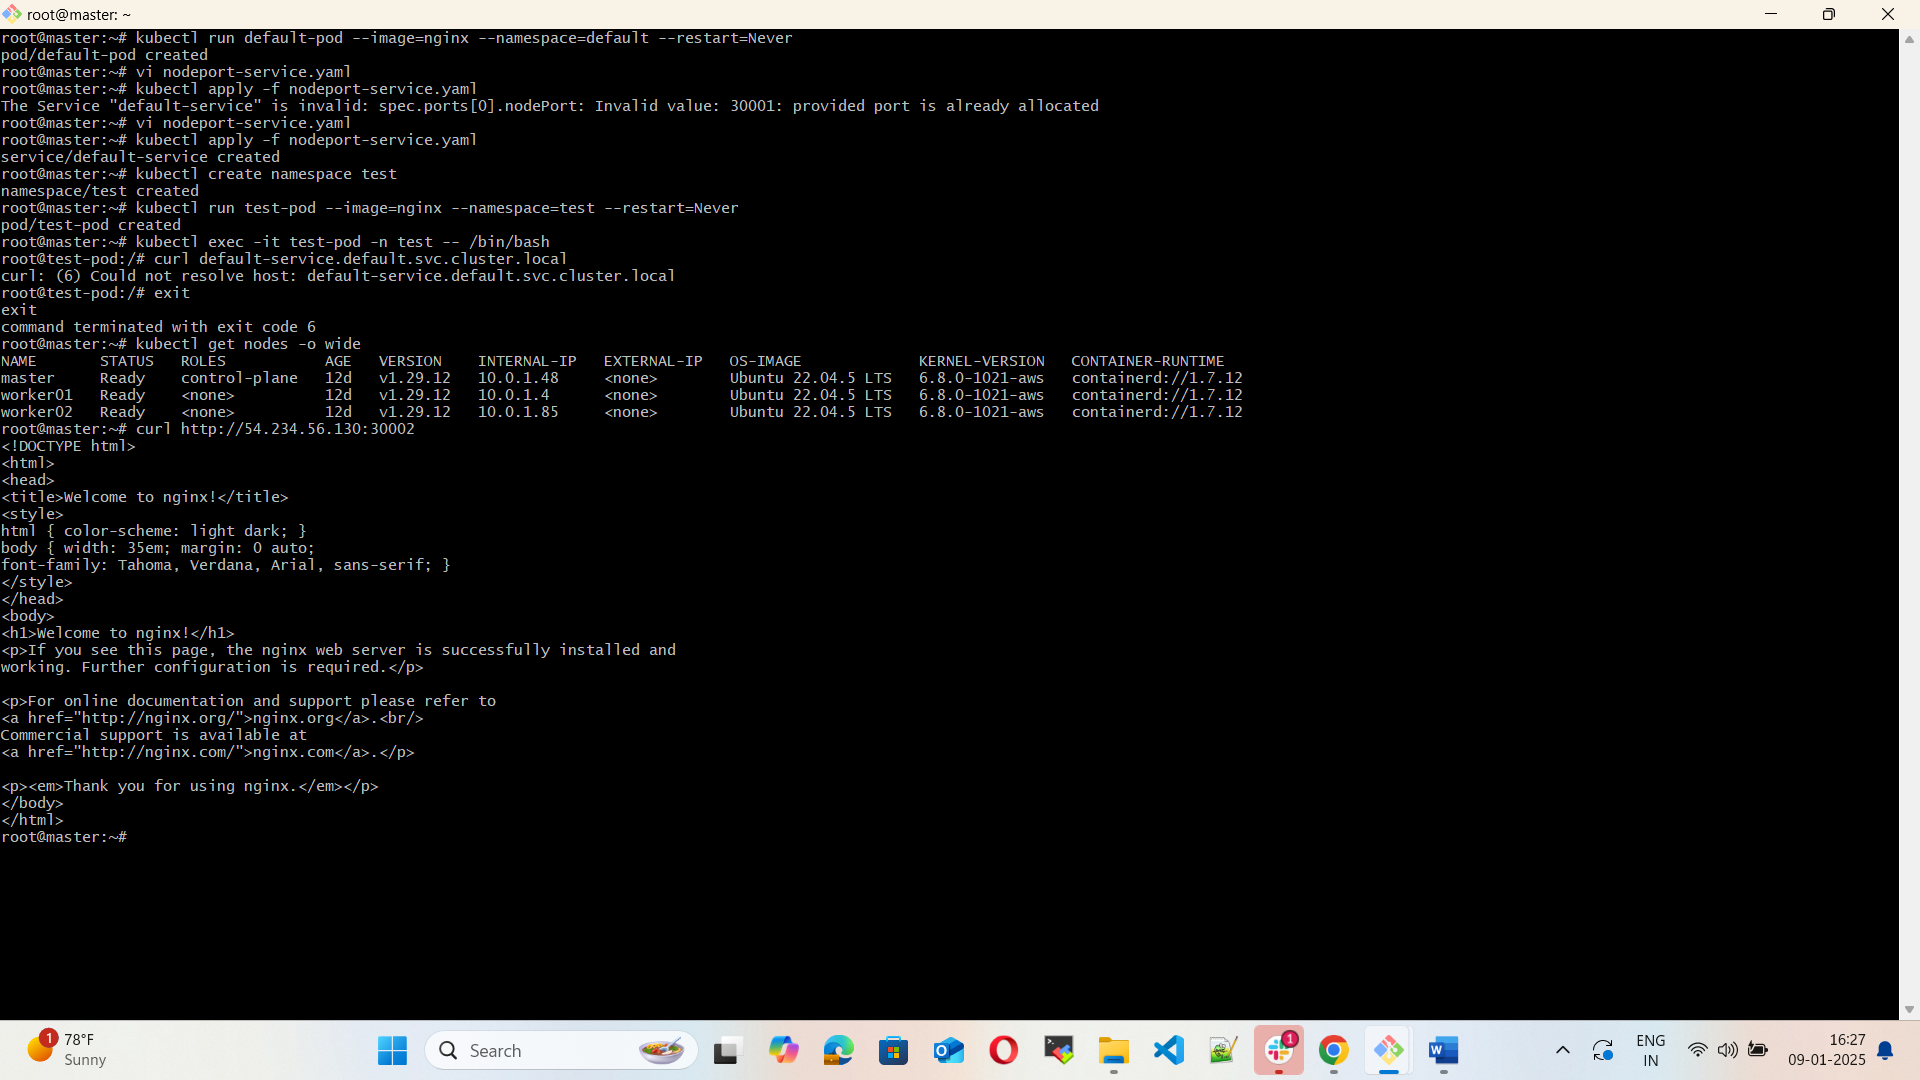 root@master: ~
root@master:~# kubectl run default-pod --image=nginx --namespace=default --restart=Never
pod/default-pod created
root@master:~# vi nodeport-service.yaml
root@master:~# kubectl apply -f nodeport-service.yaml
The Service "default-service" is invalid: spec.ports[0].nodePort: Invalid value: 30001: provided port is already allocated
root@master:~# vi nodeport-service.yaml
root@master:~# kubectl apply -f nodeport-service.yaml
service/default-service created
root@master:~# kubectl create namespace test
namespace/test created
root@master:~# kubectl run test-pod --image=nginx --namespace=test --restart=Never
pod/test-pod created
root@master:~# kubectl exec -it test-pod -n test -- /bin/bash
root@test-pod:/# curl default-service.default.svc.cluster.local
curl: (6) Could not resolve host: default-service.default.svc.cluster.local
root@test-pod:/# exit
exit
command terminated with exit code 6
root@master:~# kubectl get nodes -o wide
NAME       STATUS   ROLES           AGE   VERSION    INTERNAL-IP   EXTERNAL-IP   OS-IMAGE             KERNEL-VERSION   CONTAINER-RUNTIME
master     Ready    control-plane   12d   v1.29.12   10.0.1.48     <none>        Ubuntu 22.04.5 LTS   6.8.0-1021-aws   containerd://1.7.12
worker01   Ready    <none>          12d   v1.29.12   10.0.1.4      <none>        Ubuntu 22.04.5 LTS   6.8.0-1021-aws   containerd://1.7.12
worker02   Ready    <none>          12d   v1.29.12   10.0.1.85     <none>        Ubuntu 22.04.5 LTS   6.8.0-1021-aws   containerd://1.7.12
root@master:~# curl http://54.234.56.130:30002
<!DOCTYPE html>
<html>
<head>
<title>Welcome to nginx!</title>
<style>
html { color-scheme: light dark; }
body { width: 35em; margin: 0 auto;
font-family: Tahoma, Verdana, Arial, sans-serif; }
</style>
</head>
<body>
<h1>Welcome to nginx!</h1>
<p>If you see this page, the nginx web server is successfully installed and
working. Further configuration is required.</p>

<p>For online documentation and support please refer to
<a href="http://nginx.org/">nginx.org</a>.<br/>
Commercial support is available at
<a href="http://nginx.com/">nginx.com</a>.</p>

<p><em>Thank you for using nginx.</em></p>
</body>
</html>
root@master:~#
1
78°F
Sunny
Search
1
W
ENG
IN
16:27
09-01-2025